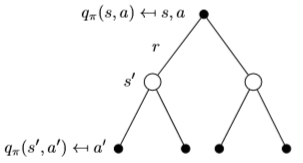 qπ(s, a) ↤ s, a
r
s′
qπ(s′, a′) ↤ a′